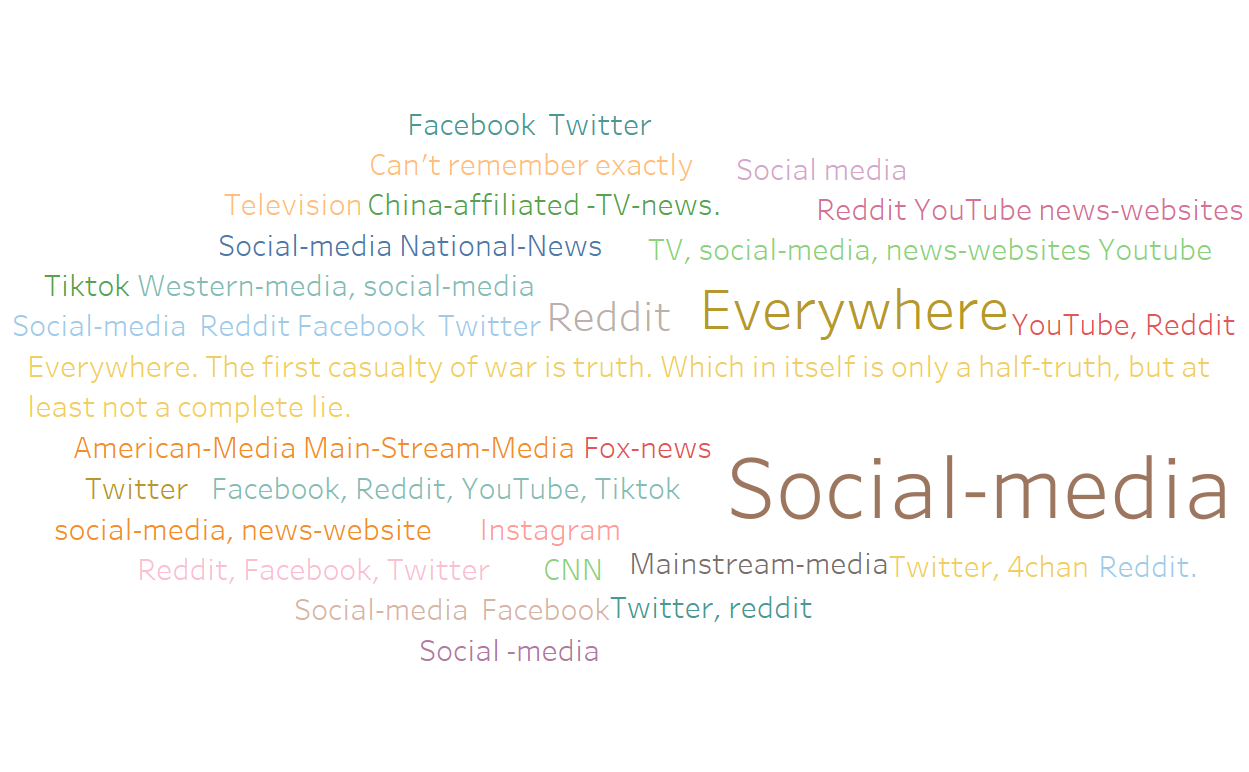 Facebook  Twitter
Can't remember exactly
Social media
Television
China-affiliated -TV-news.
Reddit YouTube news-websites
Social-media National-News
TV, social-media, news-websites Youtube
Tiktok
Western-media, social-media
Everywhere
Reddit
Social-media  Reddit Facebook  Twitter
YouTube, Reddit
Everywhere. The first casualty of war is truth. Which in itself is only a half-truth, but at
least not a complete lie.
American-Media Main-Stream-Media
Fox-news
Social-media
Twitter
Facebook, Reddit, YouTube, Tiktok
social-media, news-website
Instagram
Reddit, Facebook, Twitter
CNN
Mainstream-media
Twitter, 4chan
Reddit.
Social-media  Facebook
Twitter, reddit
Social -media